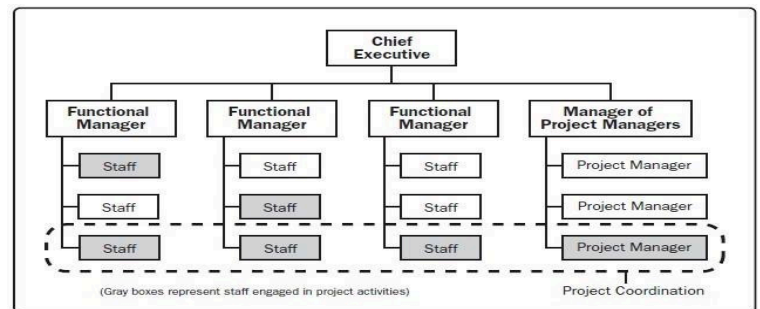 Chief
Executive
Functional
Manager
Functional
Manager
Functional
Manager
Manager of
Project Managers
Staff
Staff
Staff
Project Manager
Staff
Staff
Staff
Project Manager
Staff
Staff
Staff
Project Manager
(Gray boxes represent staff engaged in project activities)
Project Coordination